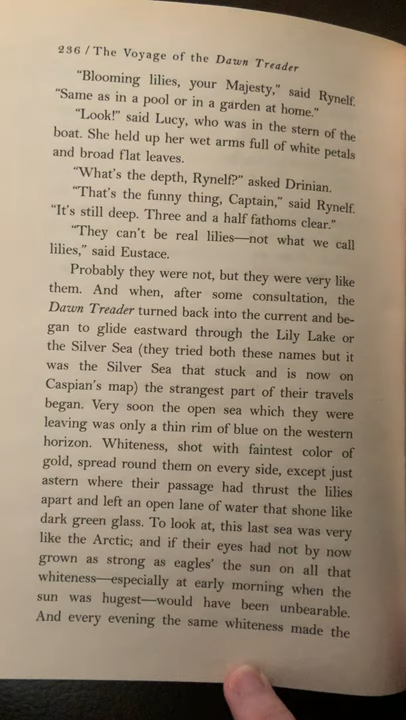 236 / The Voyage of the Dawn Treader
"Blooming lilies, your Majesty," said Rynelf.
"Same as in a pool or in a garden at home."
"Look!" said Lucy, who was in the stern of the
boat. She held up her wet arms full of white petals
and broad flat leaves.
"What's the depth, Rynelf?" asked Drinian.
"That's the funny thing, Captain," said Rynelf.
"It's still deep. Three and a half fathoms clear."
"They can't be real lilies—not what we call
lilies," said Eustace.
Probably they were not, but they were very like
them. And when, after some consultation, the
Dawn Treader turned back into the current and be-
gan to glide eastward through the Lily Lake or
the Silver Sea (they tried both these names but it
was the Silver Sea that stuck and is now on
Caspian's map) the strangest part of their travels
began. Very soon the open sea which they were
leaving was only a thin rim of blue on the western
horizon. Whiteness, shot with faintest color of
gold, spread round them on every side, except just
astern where their passage had thrust the lilies
apart and left an open lane of water that shone like
dark green glass. To look at, this last sea was very
like the Arctic; and if their eyes had not by now
grown as strong as eagles' the sun on all that
whiteness—especially at early morning when the
sun was hugest—would have been unbearable.
And every evening the same whiteness made the